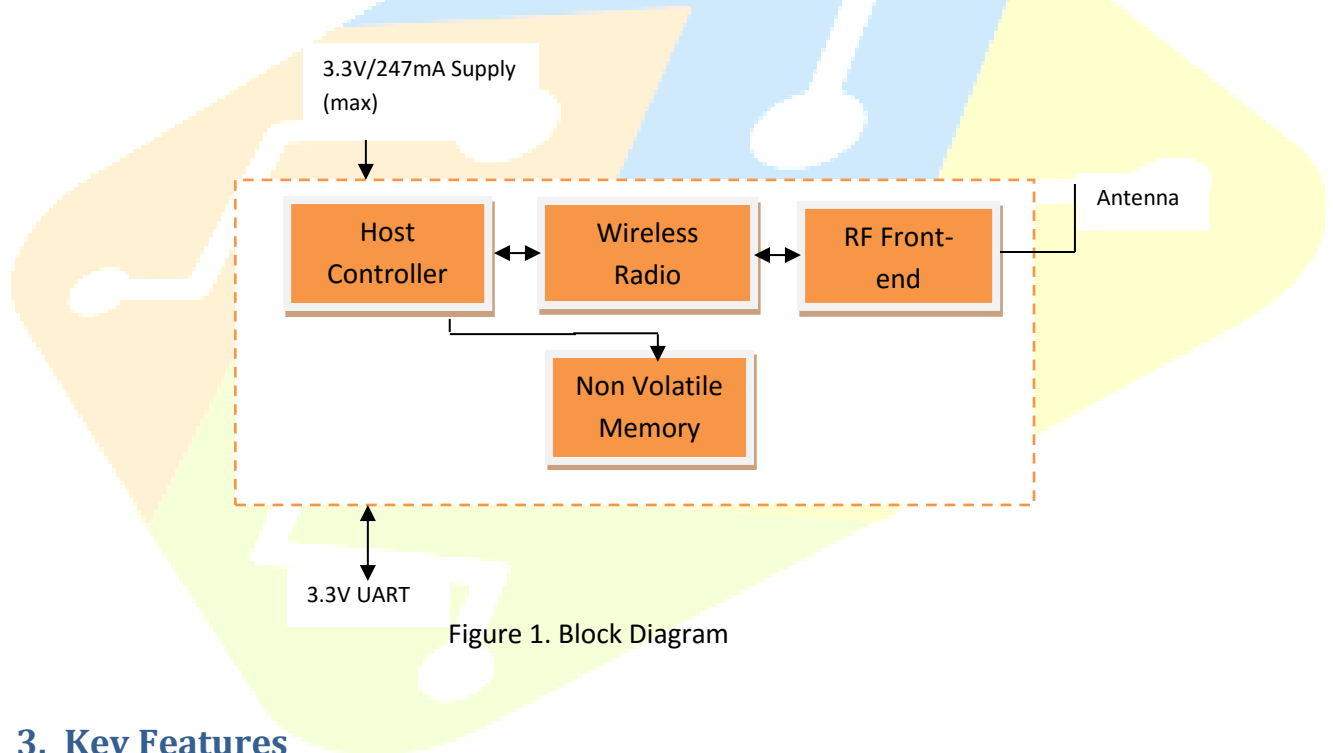 3.3V/247mA Supply
(max)
Antenna
Host
Controller
Wireless
Radio
RF Front-
end
Non Volatile
Memory
3.3V UART
Figure 1. Block Diagram
3. Key Features